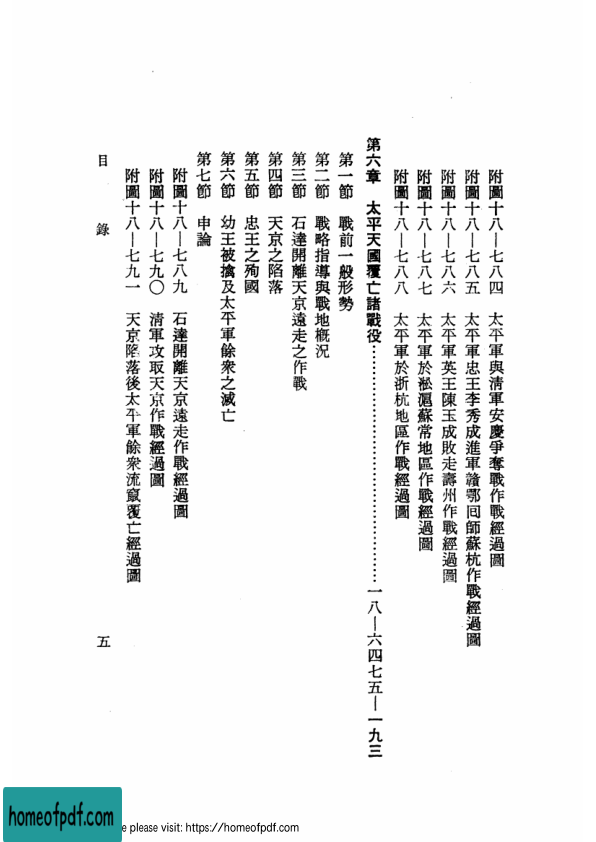 附圖十八—七八四 太平軍與清軍安慶爭奪戰作戰經過圖
附圖十八—七八五 太平軍忠王李秀成進軍贛鄂囘師蘇杭作戰經過圖
附圖十八—七八六 太平軍英王陳玉成敗走壽州作戰經過圖
附圖十八—七八七 太平軍於淞滬蘇常地區作戰經過圖
附圖十八—七八八 太平軍於浙杭地區作戰經過圖
第六章 太平天國覆亡諸戰役……………………………一八—六四七五—一九三
第一節 戰前一般形勢
第二節 戰略指導與戰地概況
第三節 石達開離天京遠走之作戰
第四節 天京之陷落
第五節 忠王之殉國
第六節 幼王被擒及太平軍餘衆之滅亡
第七節 申論
附圖十八—七八九 石達開離天京遠走作戰經過圖
附圖十八—七九〇 清軍攻取天京作戰經過圖
附圖十八—七九一 天京陷落後太平軍餘衆流竄覆亡經過圖
目錄
五
homeofpdf.com
e please visit: https://homeofpdf.com